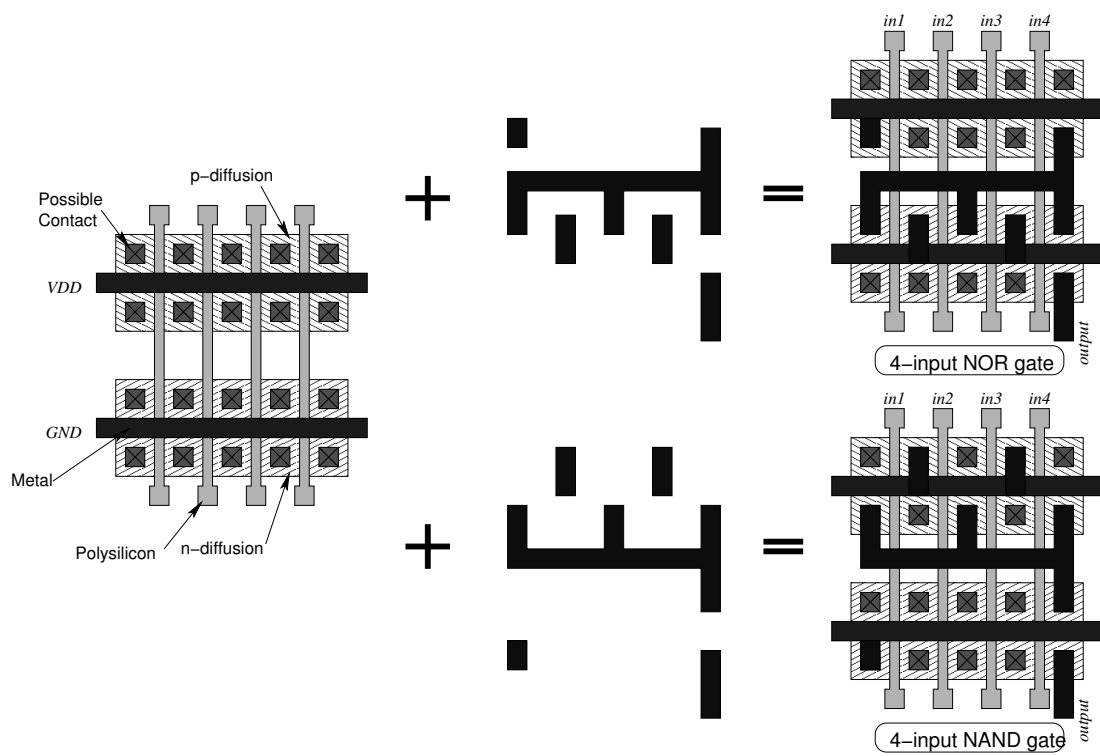 in1 in2 in3 in4
p-diffusion
Possible
Contact
VDD
GND
Metal
Polysilicon
n-diffusion
output
4-input NOR gate
in1 in2 in3 in4
output
4-input NAND gate